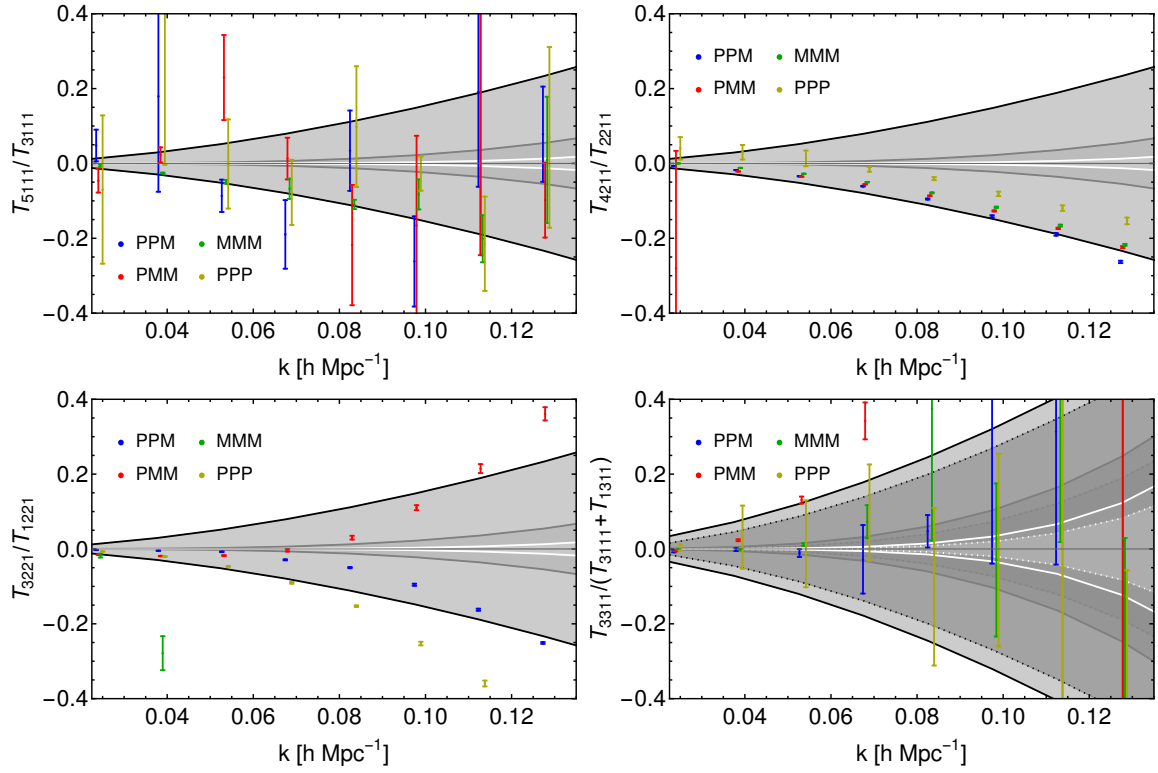 0.4
0.2
0.0
−0.2
−0.4
T5111/T3111
PPM MMM
PMM PPP
0.04 0.06 0.08 0.10 0.12
k [h Mpc⁻¹]
0.4
0.2
0.0
−0.2
−0.4
T4211/T2211
PPM MMM
PMM PPP
0.04 0.06 0.08 0.10 0.12
k [h Mpc⁻¹]
0.4
0.2
0.0
−0.2
−0.4
T3221/T1221
PPM MMM
PMM PPP
0.04 0.06 0.08 0.10 0.12
k [h Mpc⁻¹]
0.4
0.2
0.0
−0.2
−0.4
T3311/(T3111+T1311)
PPM MMM
PMM PPP
0.04 0.06 0.08 0.10 0.12
k [h Mpc⁻¹]